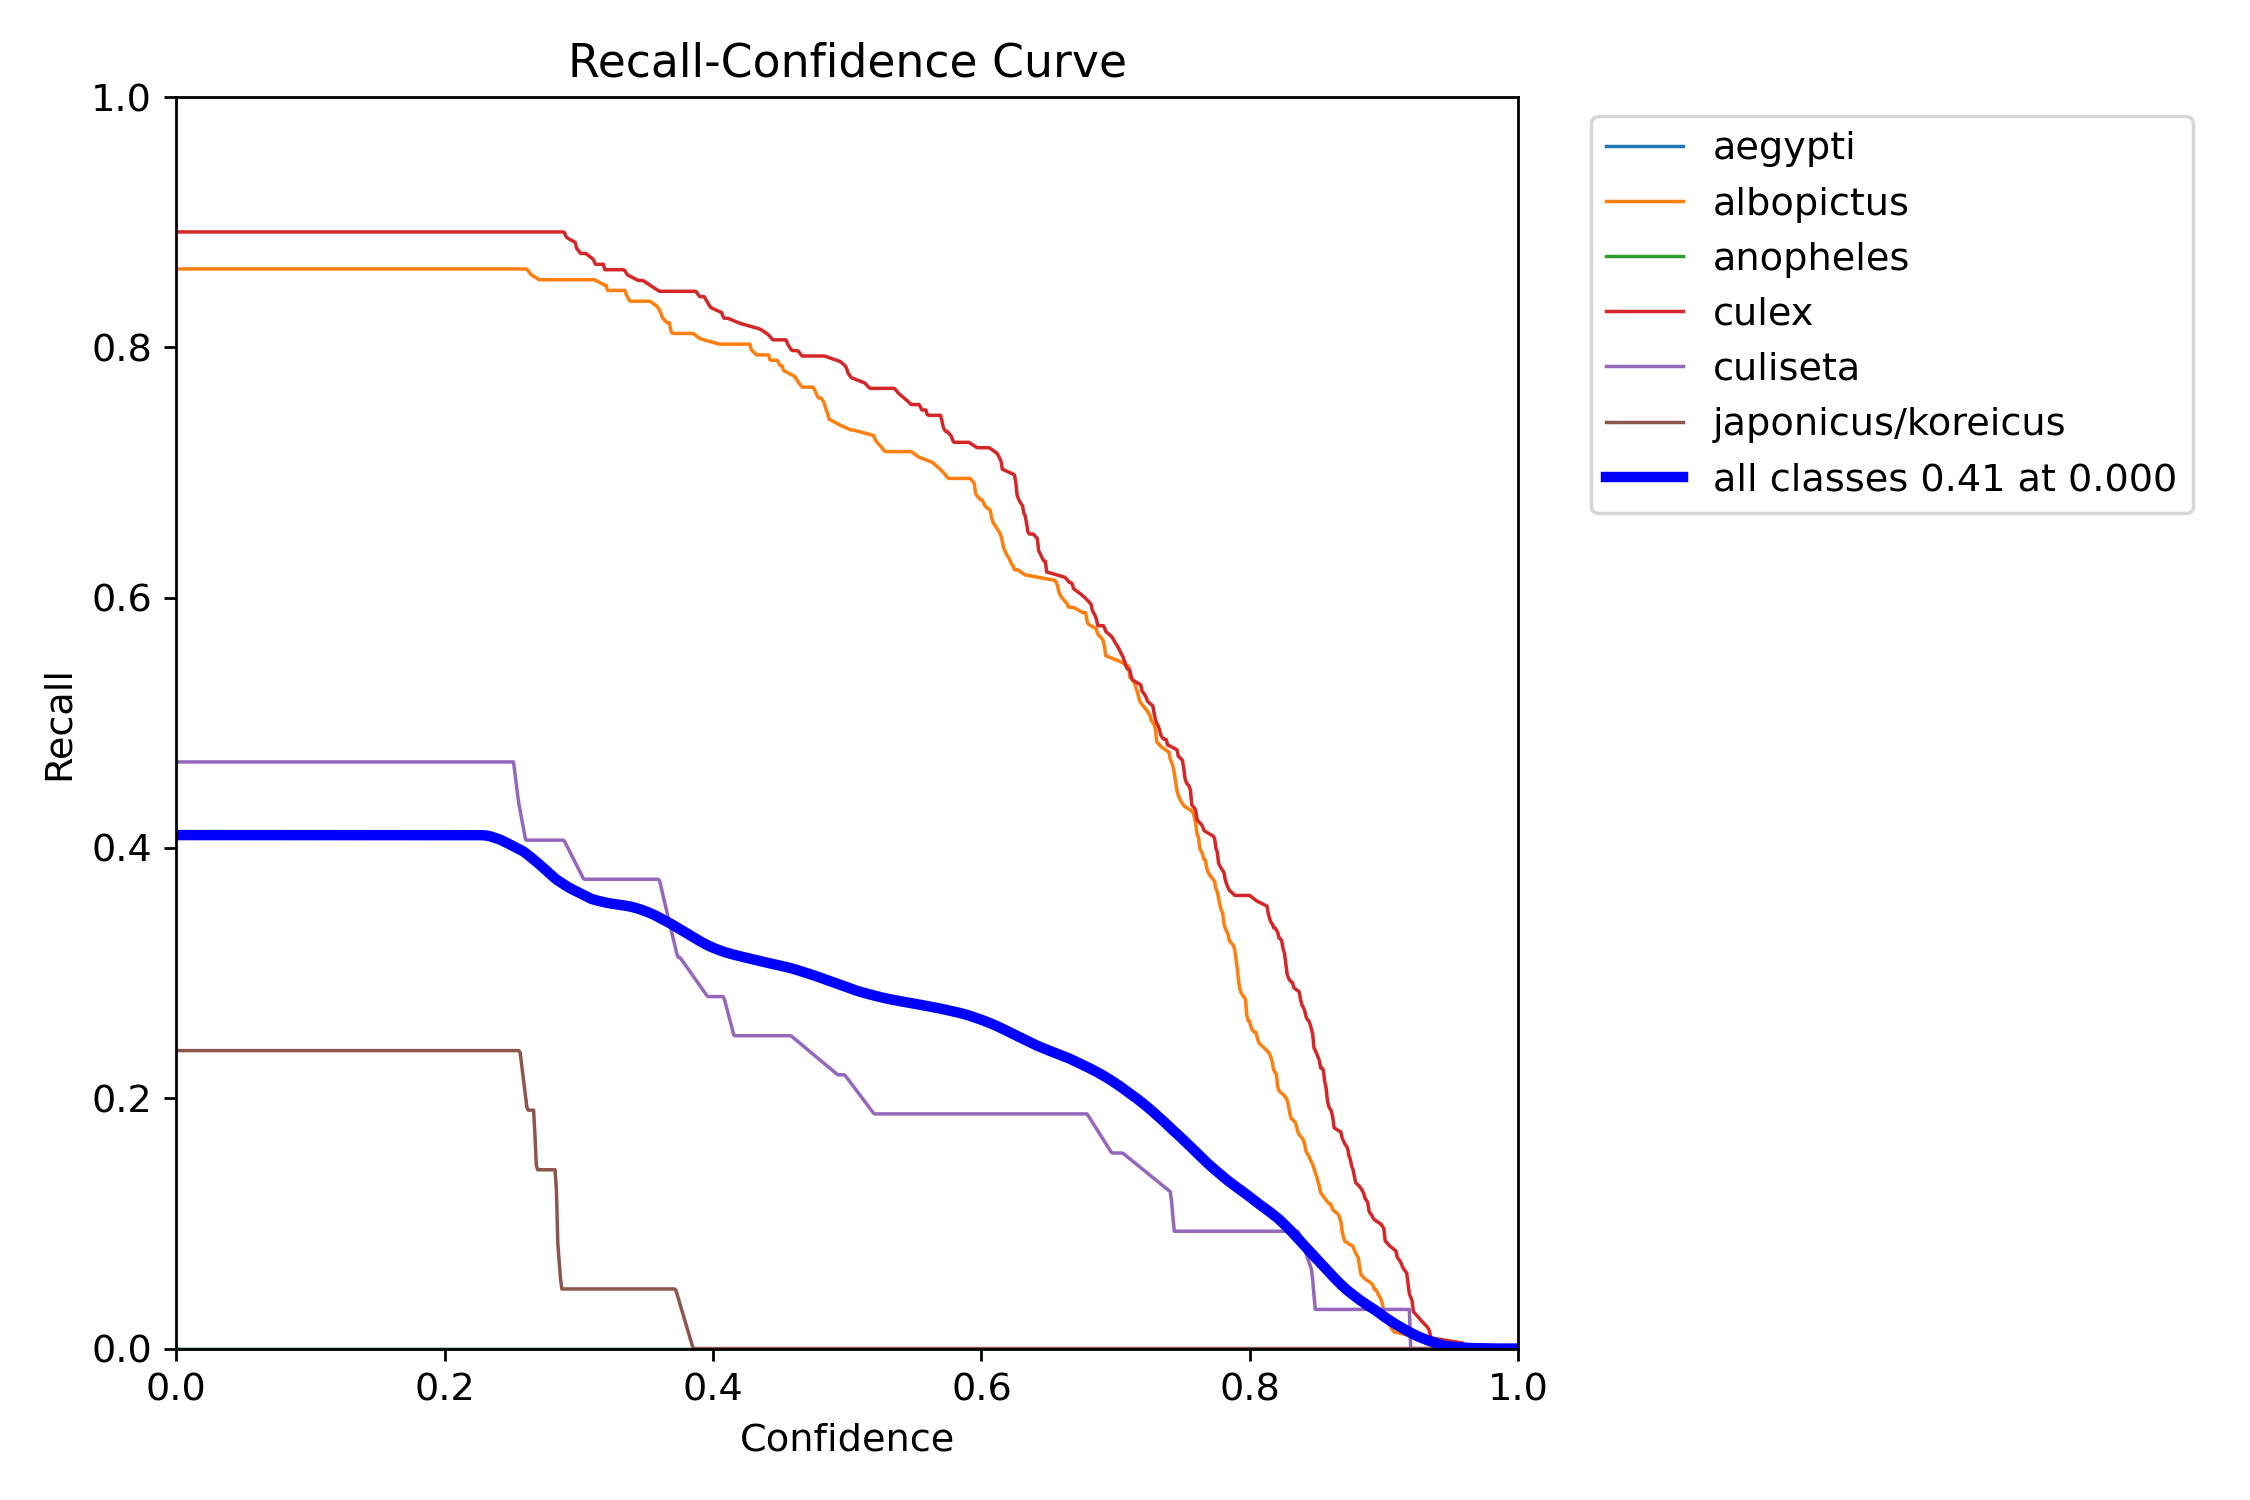 Recall-Confidence Curve
1.0
0.8
0.6
0.4
0.2
0.0
Recall
0.0 0.2 0.4 0.6 0.8 1.0
Confidence
aegypti
albopictus
anopheles
culex
culiseta
japonicus/koreicus
all classes 0.41 at 0.000